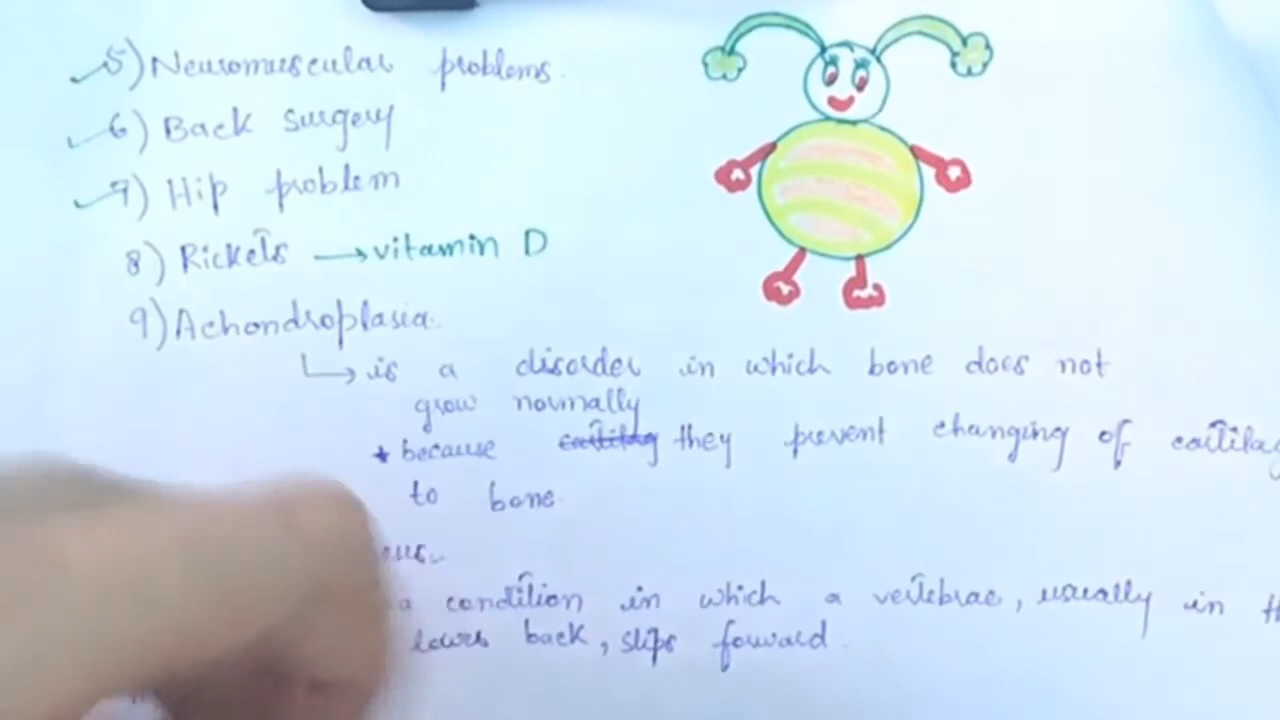 5) Neuromuscular problems.
6) Back surgery
7) Hip problem
8) Rickets → vitamin D
9) Achondroplasia.
↳ is a disorder in which bone does not
grow normally
* because they prevent changing of cartilag
to bone.
a condition in which a vertebrae, usually in th
lower back, slips forward.